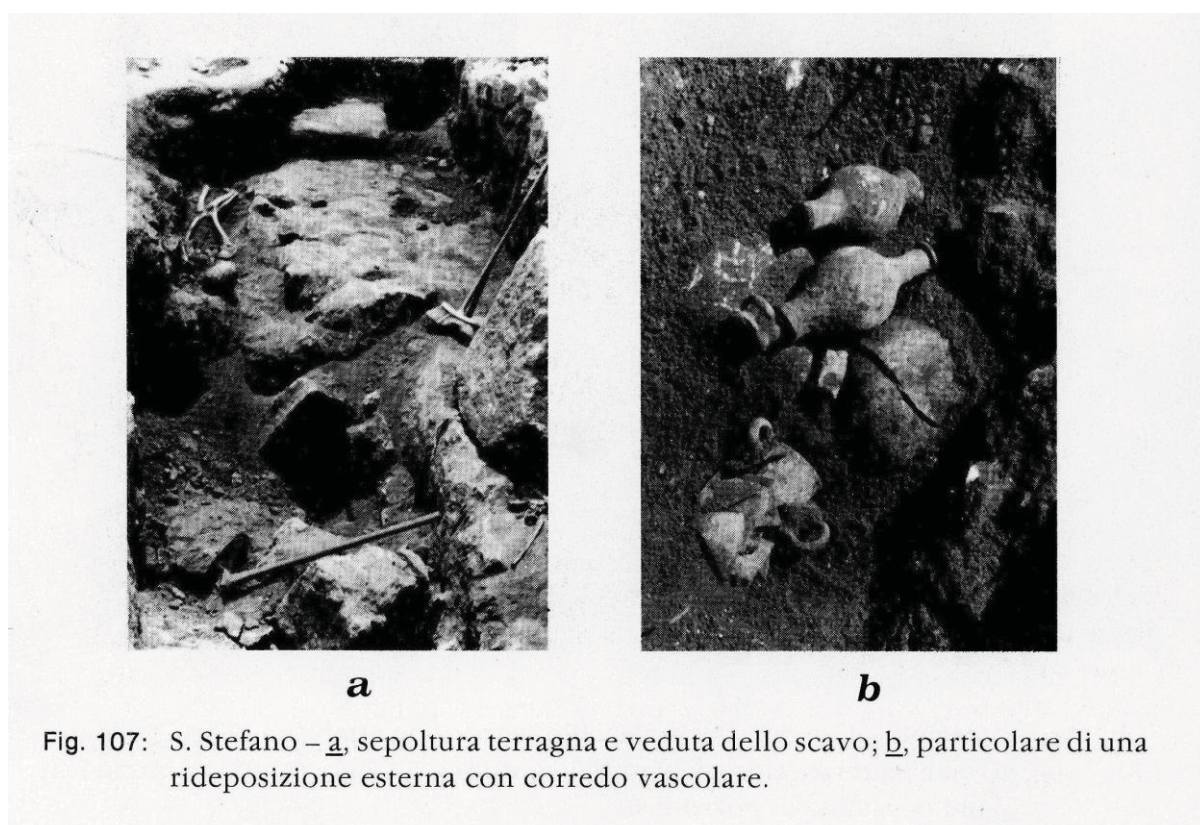 a
b
Fig. 107: S. Stefano – a, sepoltura terragna e veduta dello scavo; b, particolare di una
rideposizione esterna con corredo vascolare.